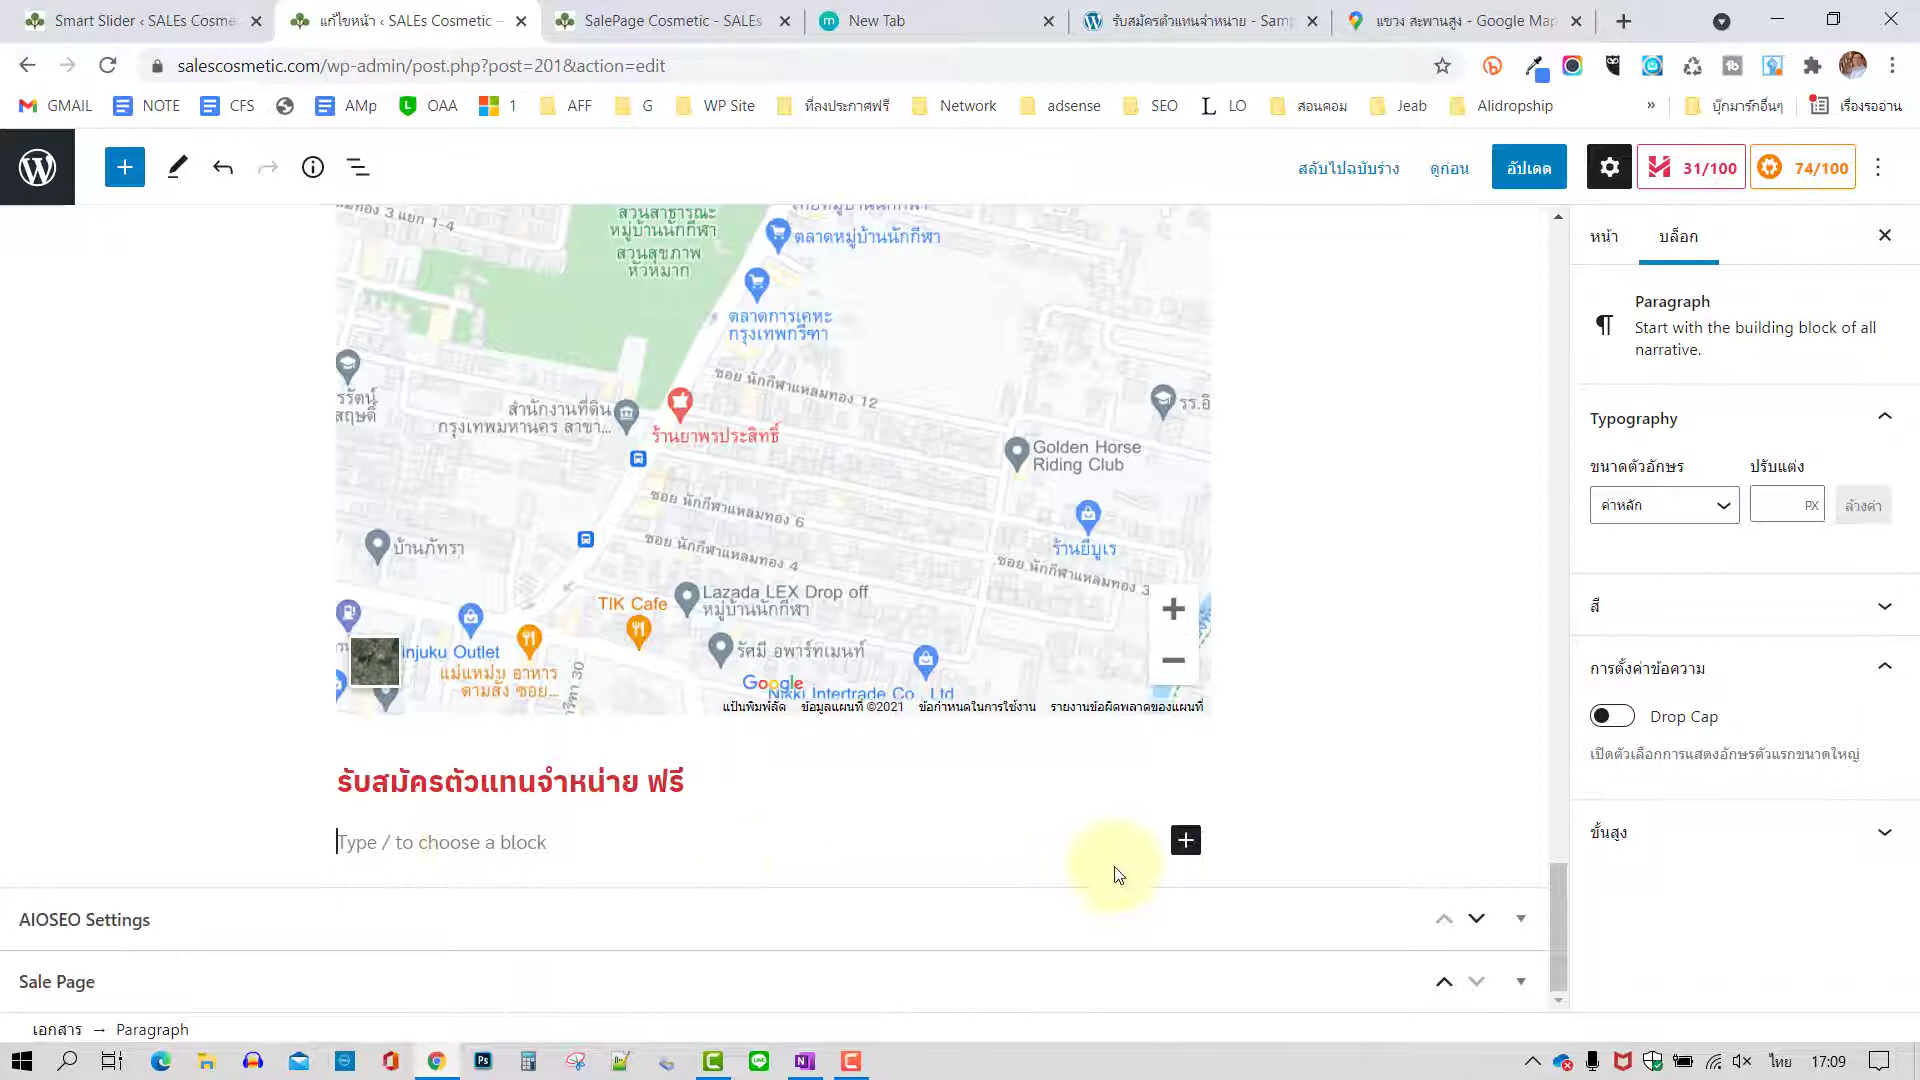 Smart Slider ‹ SALEs Cosme
แก้ไขหน้า ‹ SALEs Cosmetic —
SalePage Cosmetic - SALEs
New Tab
รับสมัครตัวแทนจำหน่าย - Sam
แขวง สะพานสูง - Google Map
salescosmetic.com/wp-admin/post.php?post=201&action=edit
GMAIL
NOTE
CFS
AMp
OAA
1
AFF
G
WP Site
ที่ลงประกาศฟรี
Network
adsense
SEO
LO
สอนคอม
Jeab
Alidropship
»
บุ๊กมาร์กอื่นๆ
เรื่องรออ่าน
สลับไปฉบับร่าง
ดูก่อน
อัปเดต
31/100
74/100
สวนสาธารณะ
หมู่บ้านนักกีฬา
สวนสุขภาพ
หัวหมาก
ตลาดหมู่บ้านนักกีฬา
ตลาดการเคหะ
กรุงเทพกรีฑา
ซอย นักกีฬาแหลมทอง 12
สำนักงานที่ดิน
กรุงเทพมหานคร สาขา...
ร้านยาพรประสิทธิ์
รร.อิ
Golden Horse
Riding Club
ซอย นักกีฬาแหลมทอง 6
ซอย นักกีฬาแหลมทอง 4
ซอย นักกีฬาแหลมทอง 3
บ้านภัทรา
ร้านยีบูเร
Lazada LEX Drop off
หมู่บ้านนักกีฬา
TIK Cafe
injuku Outlet
แม่แหม่ม อาหาร
ตามสั่ง ซอย...
รัศมี อพาร์ทเมนท์
Google
Nikki Intertrade Co., Ltd
แป้นพิมพ์ลัด ข้อมูลแผนที่ ©2021 ข้อกำหนดในการใช้งาน รายงานข้อผิดพลาดของแผนที่
รับสมัครตัวแทนจำหน่าย ฟรี
Type / to choose a block
AIOSEO Settings
Sale Page
เอกสาร → Paragraph
หน้า
บล็อก
Paragraph
Start with the building block of all
narrative.
Typography
ขนาดตัวอักษร
ปรับแต่ง
ค่าหลัก
PX
ล้างค่า
สี
การตั้งค่าข้อความ
Drop Cap
เปิดตัวเลือกการแสดงอักษรตัวแรกขนาดใหญ่
ขั้นสูง
ไทย
17:09